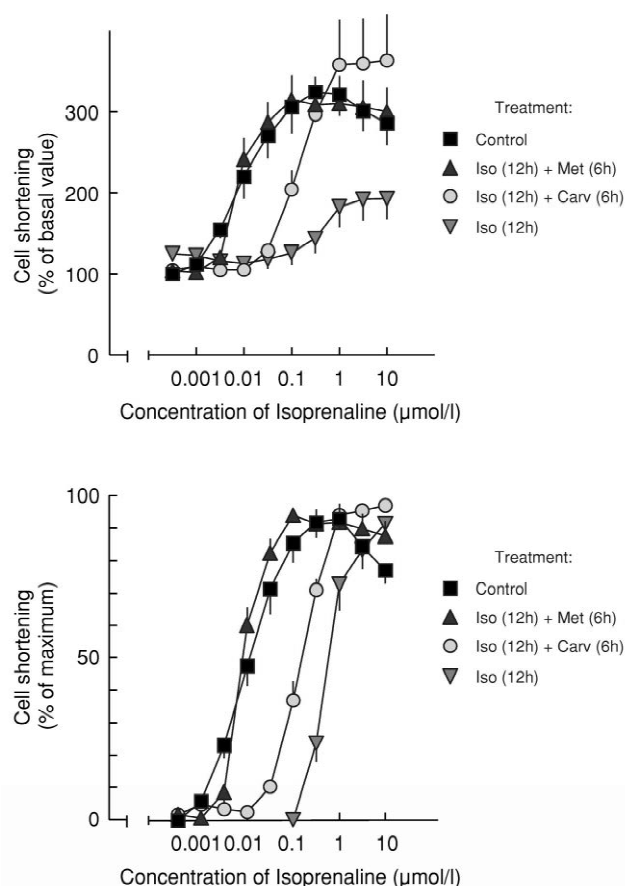 300
200
100
0
Cell shortening
(% of basal value)
0.001 0.01 0.1 1 10
Concentration of Isoprenaline (µmol/l)
Treatment:
Control
Iso (12h) + Met (6h)
Iso (12h) + Carv (6h)
Iso (12h)
100
50
0
Cell shortening
(% of maximum)
0.001 0.01 0.1 1 10
Concentration of Isoprenaline (µmol/l)
Treatment:
Control
Iso (12h) + Met (6h)
Iso (12h) + Carv (6h)
Iso (12h)